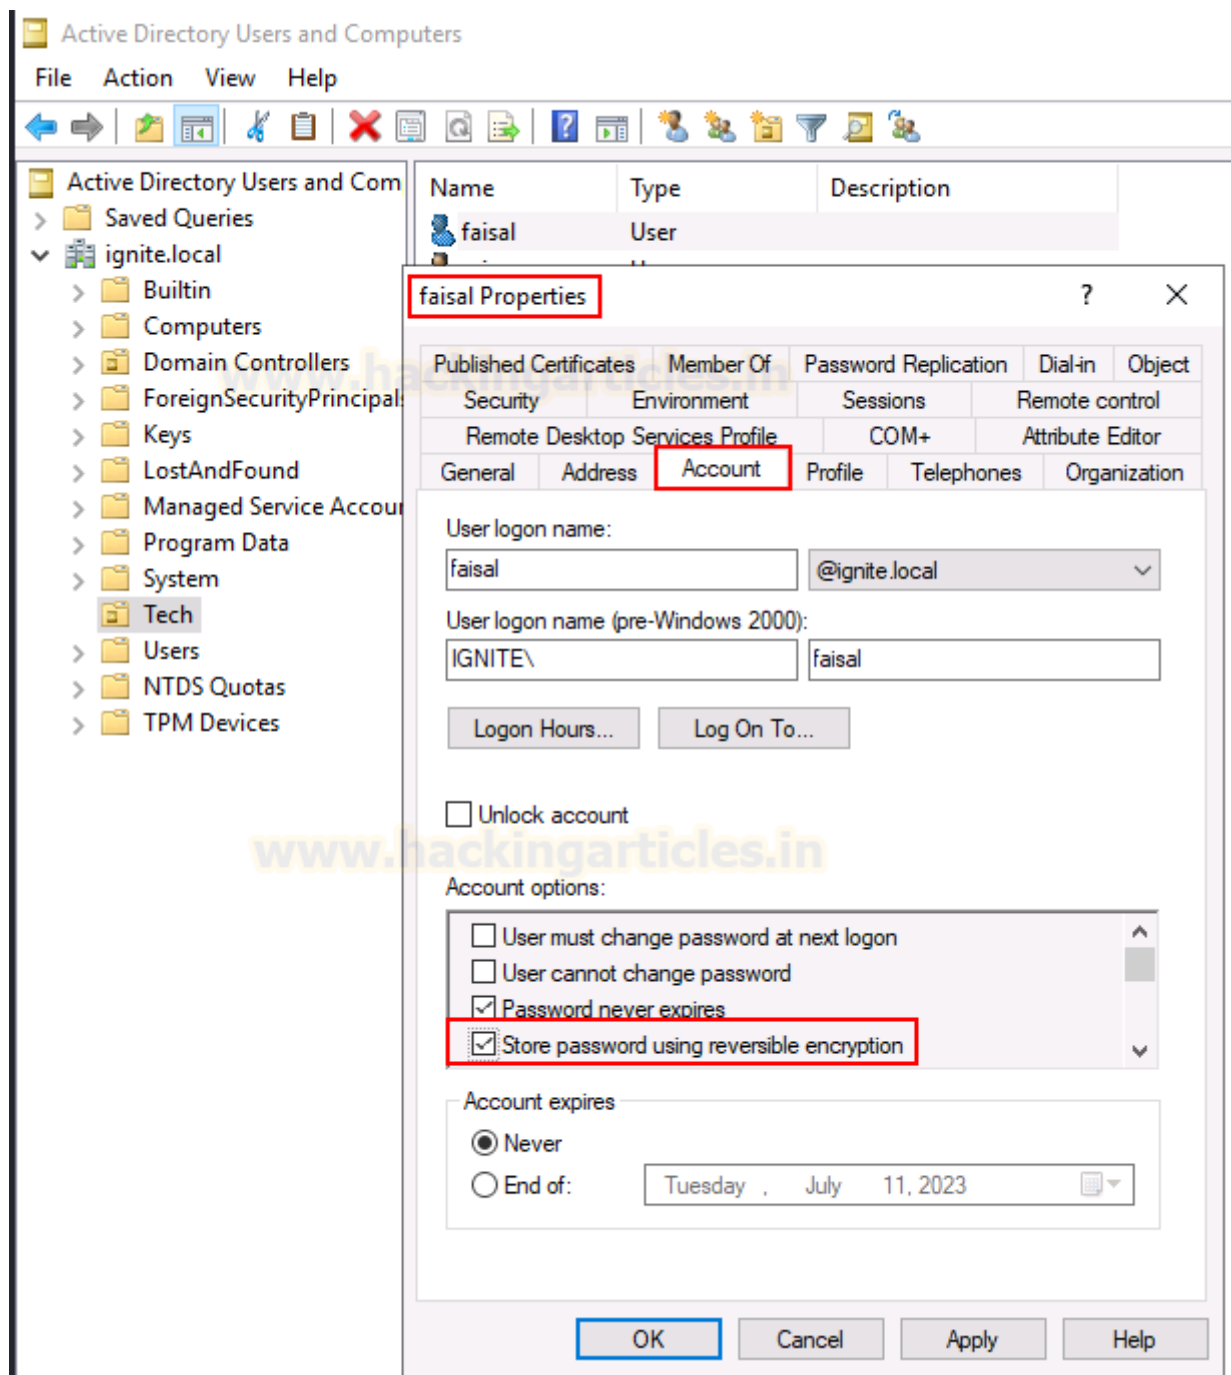 Active Directory Users and Computers
File Action View Help
Active Directory Users and Com
Saved Queries
ignite.local
Builtin
Computers
Domain Controllers
ForeignSecurityPrincipals
Keys
LostAndFound
Managed Service Accou
Program Data
System
Tech
Users
NTDS Quotas
TPM Devices
Name Type Description
faisal User
faisal Properties ? ✕
Published Certificates Member Of Password Replication Dial-in Object
Security Environment Sessions Remote control
Remote Desktop Services Profile COM+ Attribute Editor
General Address Account Profile Telephones Organization
User logon name:
faisal @ignite.local
User logon name (pre-Windows 2000):
IGNITE\ faisal
Logon Hours... Log On To...
Unlock account
Account options:
User must change password at next logon
User cannot change password
Password never expires
Store password using reversible encryption
Account expires
Never
End of: Tuesday , July 11, 2023
OK Cancel Apply Help
www.hackingarticles.in
www.hackingarticles.in